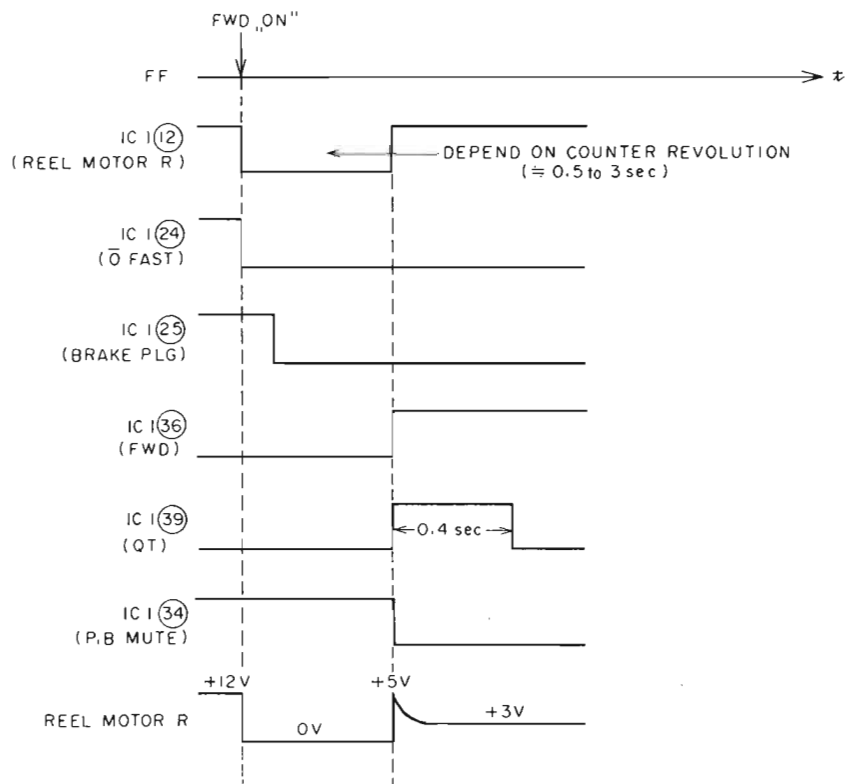 FWD „ON"
FF
t
IC 1 ⑫
(REEL MOTOR R)
DEPEND ON COUNTER REVOLUTION
(≒ 0.5 to 3 sec)
IC 1 ㉔
(O̅ FAST)
IC 1 ㉕
(BRAKE PLG)
IC 1 ㊱
(FWD)
IC 1 ㊴
(QT)
0.4 sec
IC 1 ㉞
(P.B MUTE)
+12V
+5V
REEL MOTOR R
0V
+3V